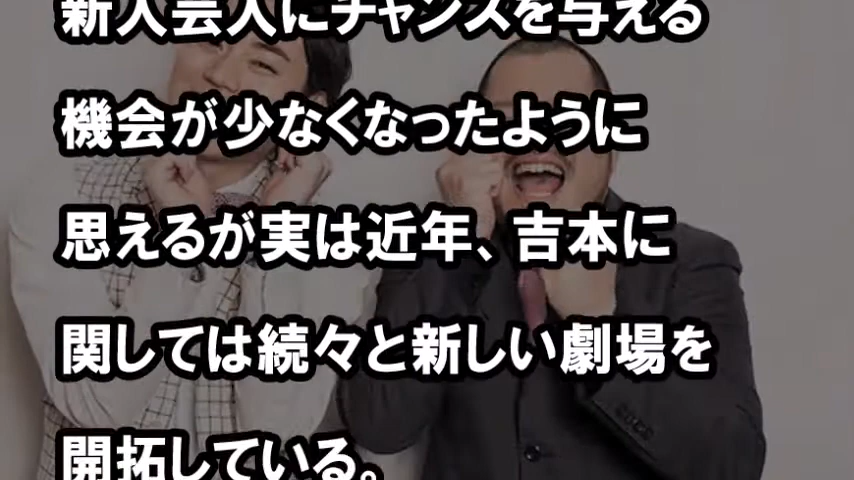 新人芸人にチャンスを与える
機会が少なくなったように
思えるが実は近年、吉本に
関しては続々と新しい劇場を
開拓している。